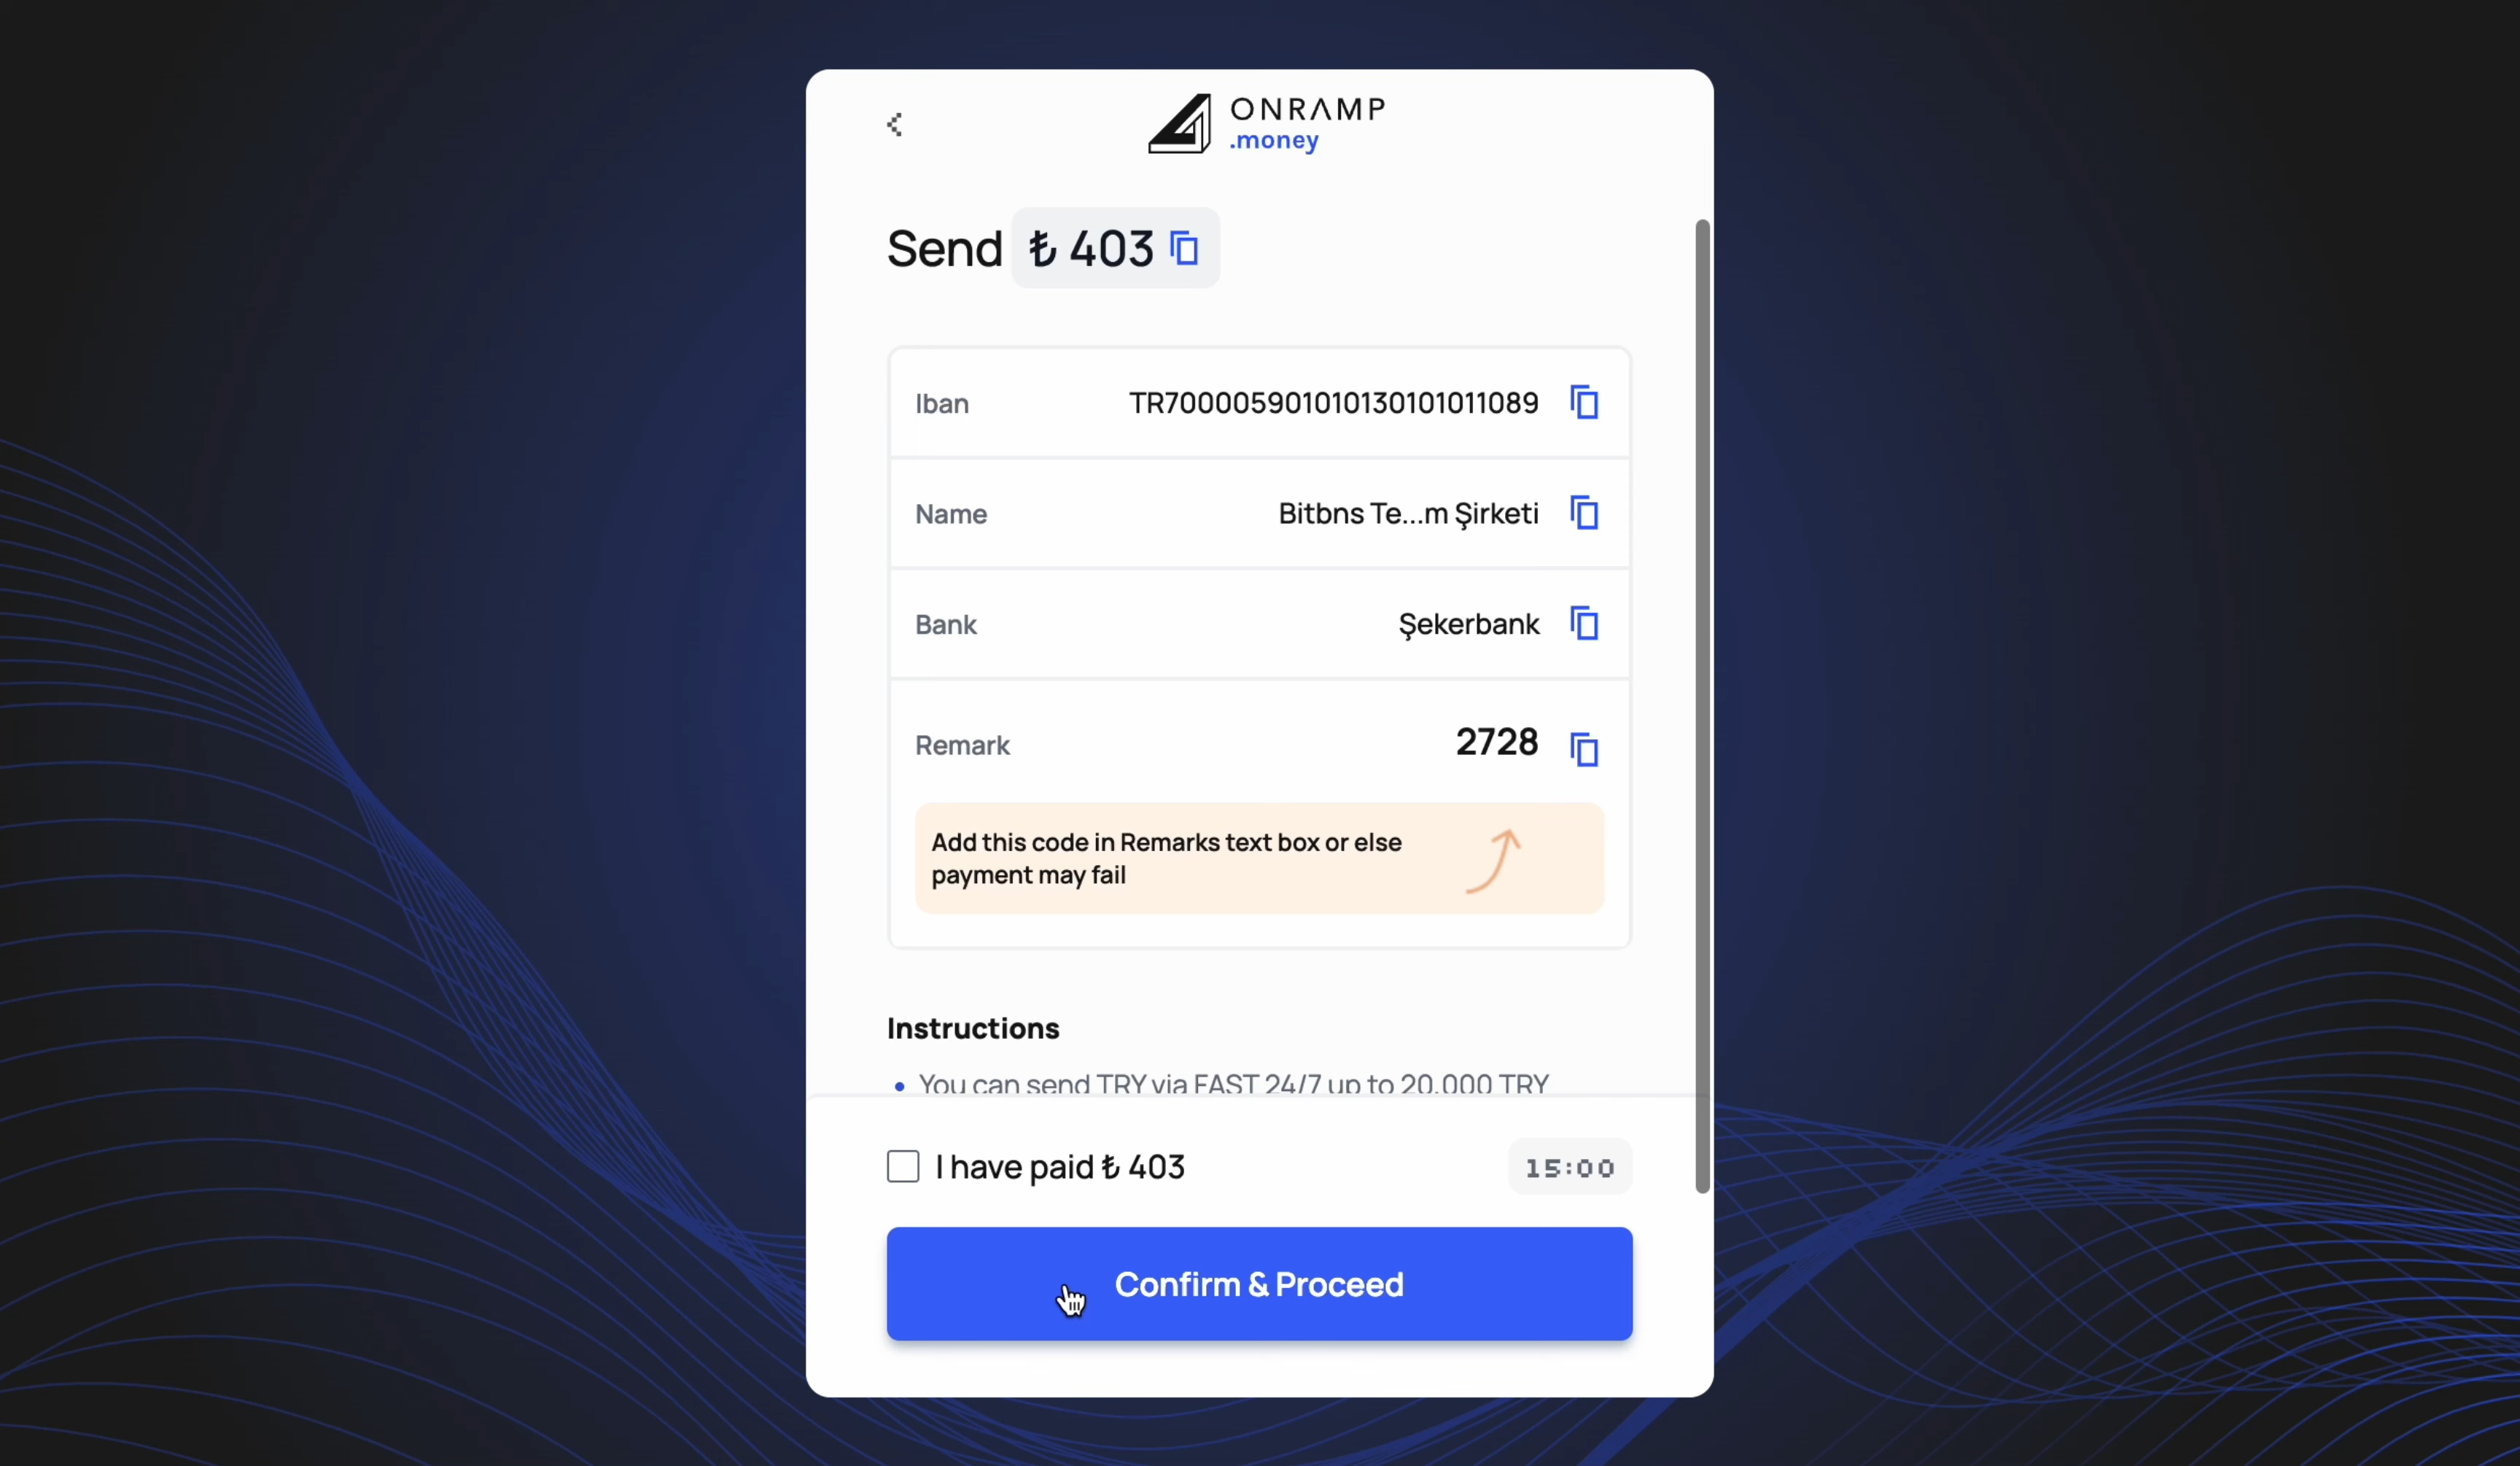 ONRAMP
.money
Send ₺ 403
Iban TR700005901010130101011089
Name Bitbns Te...m Şirketi
Bank Şekerbank
Remark 2728
Add this code in Remarks text box or else
payment may fail
Instructions
• You can send TRY via FAST 24/7 up to 20.000 TRY
I have paid ₺ 403 15:00
Confirm & Proceed